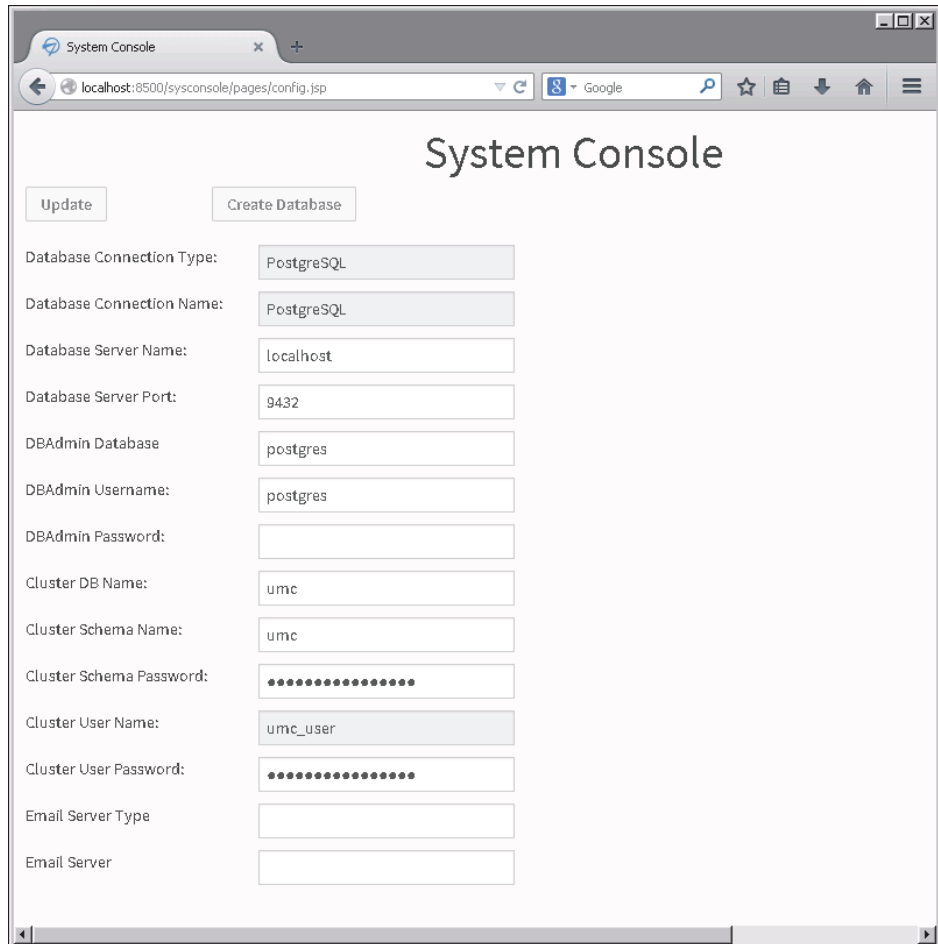 System Console
localhost:8500/sysconsole/pages/config.jsp
Google
System Console
Update Create Database
Database Connection Type: PostgreSQL
Database Connection Name: PostgreSQL
Database Server Name: localhost
Database Server Port: 9432
DBAdmin Database postgres
DBAdmin Username: postgres
DBAdmin Password:
Cluster DB Name: umc
Cluster Schema Name: umc
Cluster Schema Password: ●●●●●●●●●●●●●●●●
Cluster User Name: umc_user
Cluster User Password: ●●●●●●●●●●●●●●●●
Email Server Type
Email Server